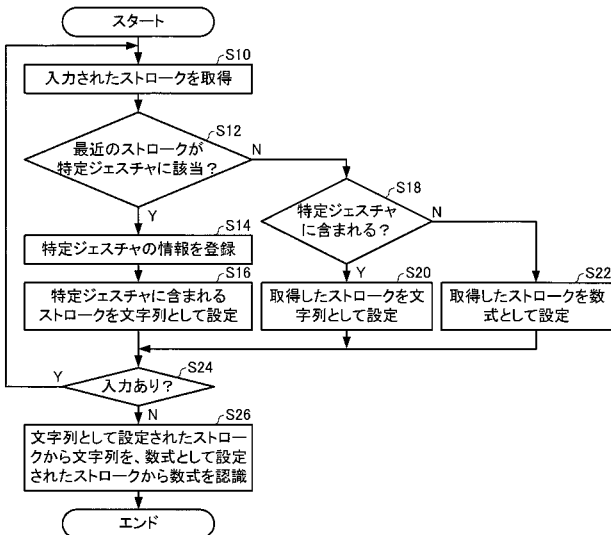 スタート
S10
入力されたストロークを取得
S12
最近のストロークが
特定ジェスチャに該当?
N
Y
S18
特定ジェスチャ
に含まれる?
N
Y
S14
特定ジェスチャの情報を登録
S16
特定ジェスチャに含まれる
ストロークを文字列として設定
S20
取得したストロークを文
字列として設定
S22
取得したストロークを数
式として設定
S24
入力あり?
Y
N
S26
文字列として設定されたストロー
クから文字列を、数式として設定
されたストロークから数式を認識
エンド